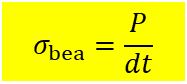 σbea = P/dt